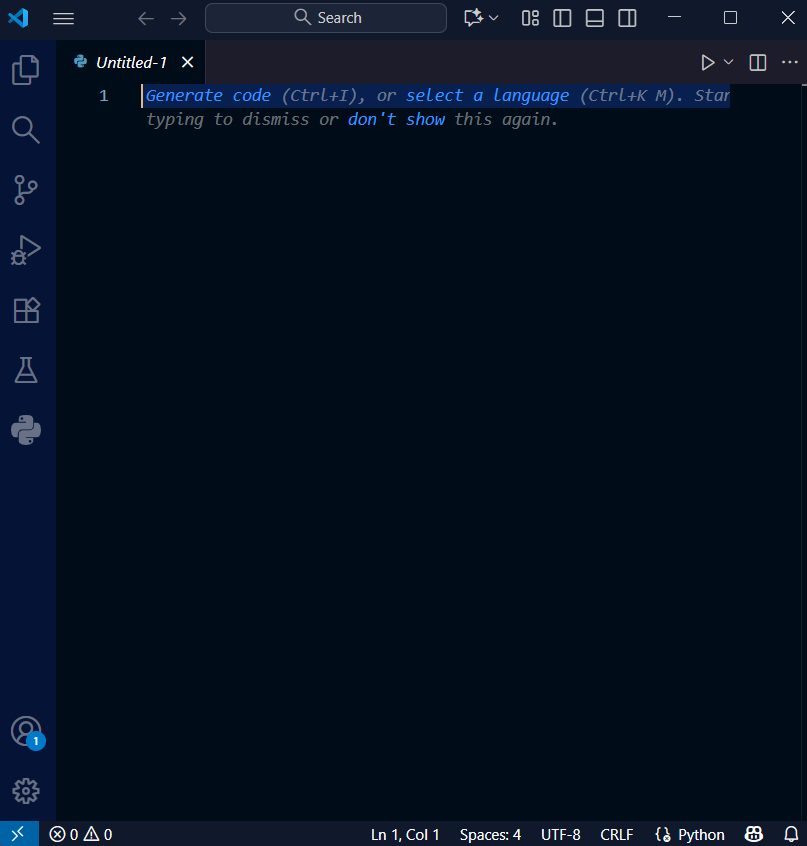 Search
Untitled-1
1 Generate code (Ctrl+I), or select a language (Ctrl+K M). Star
typing to dismiss or don't show this again.
1
0 0 Ln 1, Col 1 Spaces: 4 UTF-8 CRLF Python